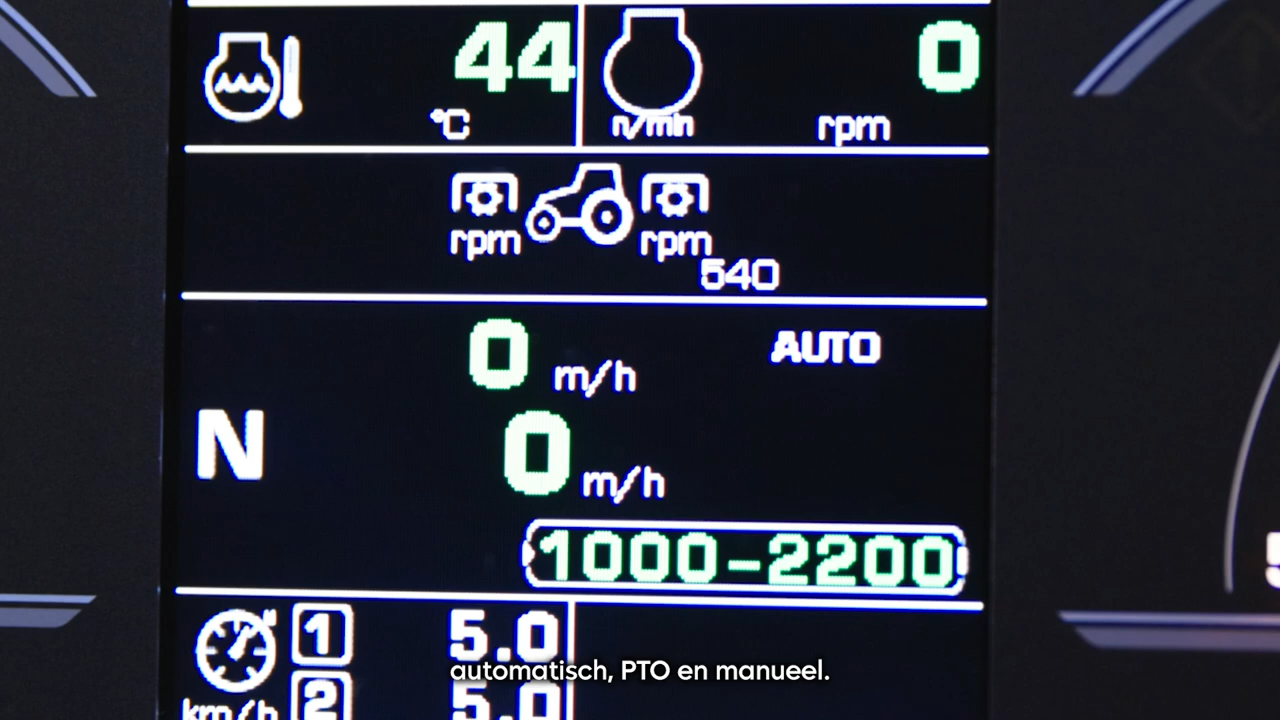 44 0
°C n/min rpm
rpm rpm
540
0 m/h AUTO
N
0 m/h
1000-2200
1 5.0
automatisch, PTO en manueel.
km/h 2 5.0
5